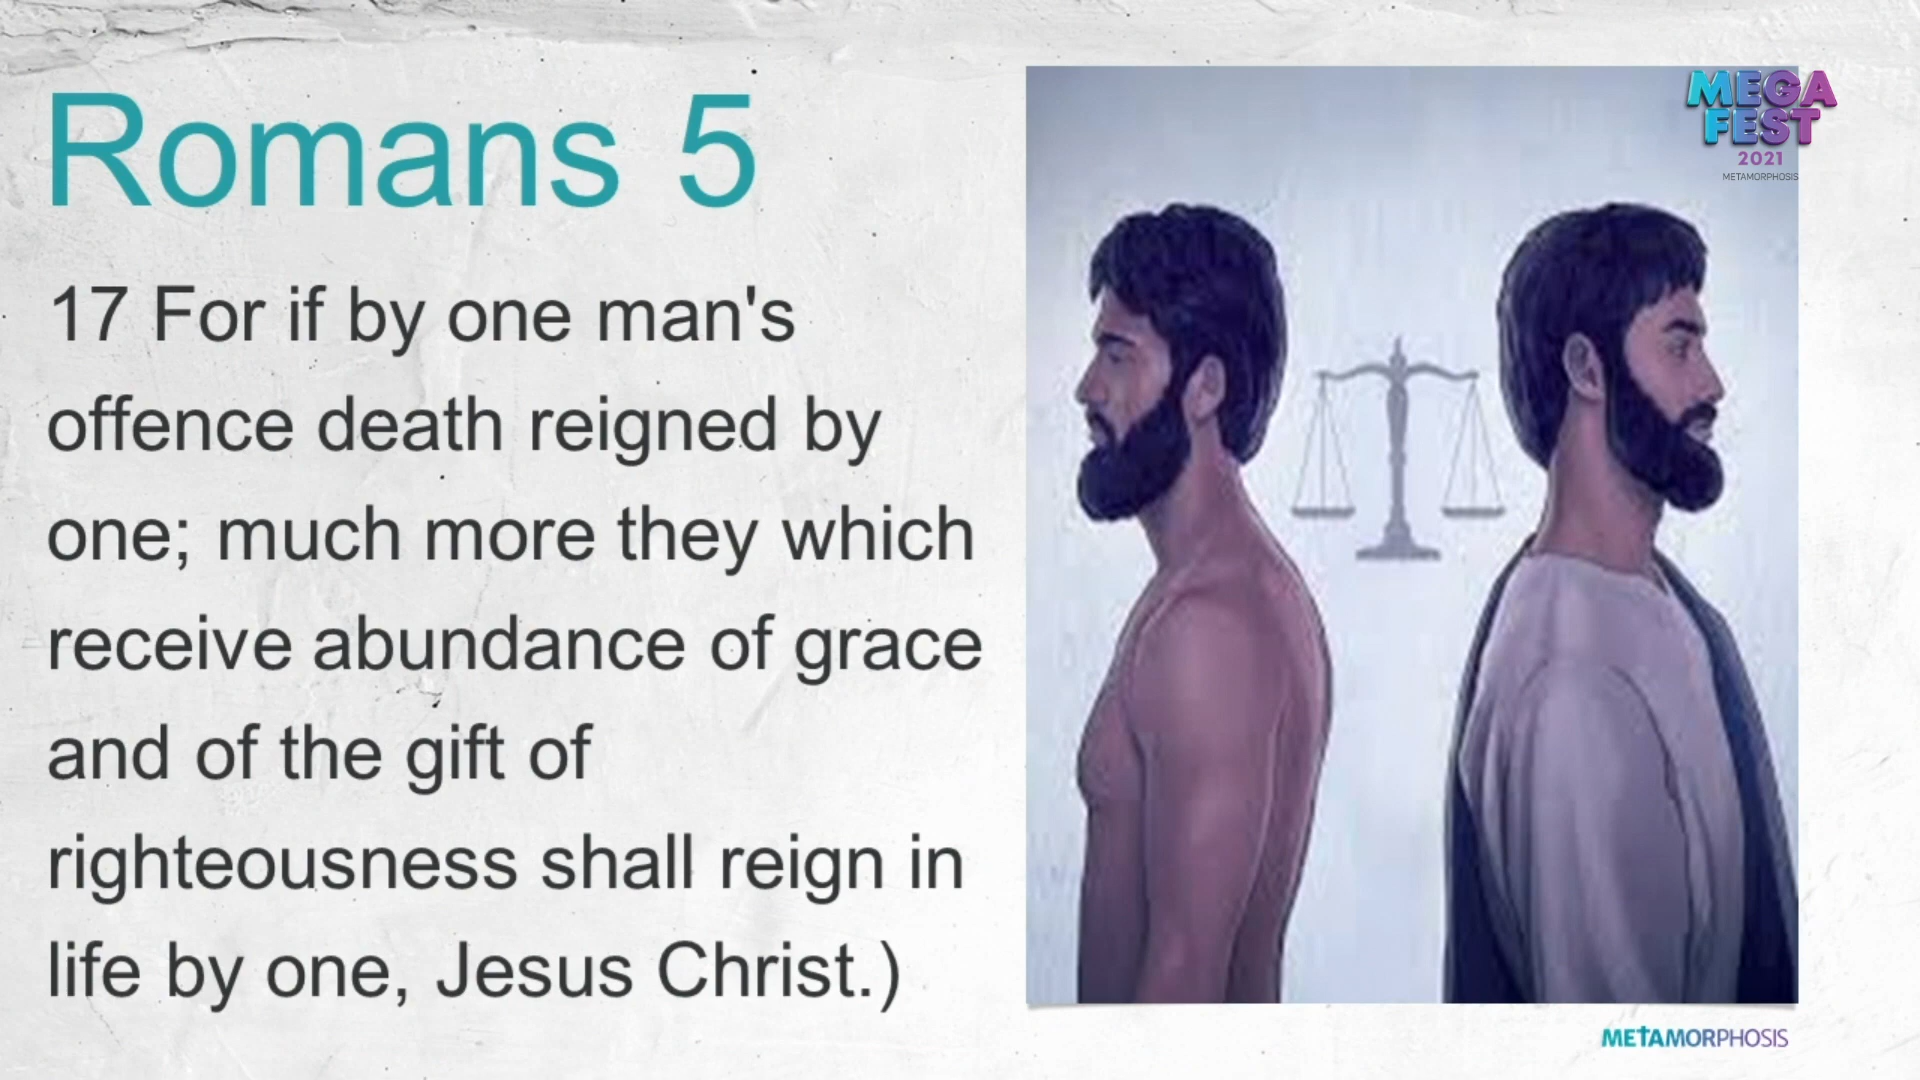 Romans 5
17 For if by one man's
offence death reigned by
one; much more they which
receive abundance of grace
and of the gift of
righteousness shall reign in
life by one, Jesus Christ.)
MEGA
FEST
2021
METAMORPHOSIS
METAMORPHOSIS